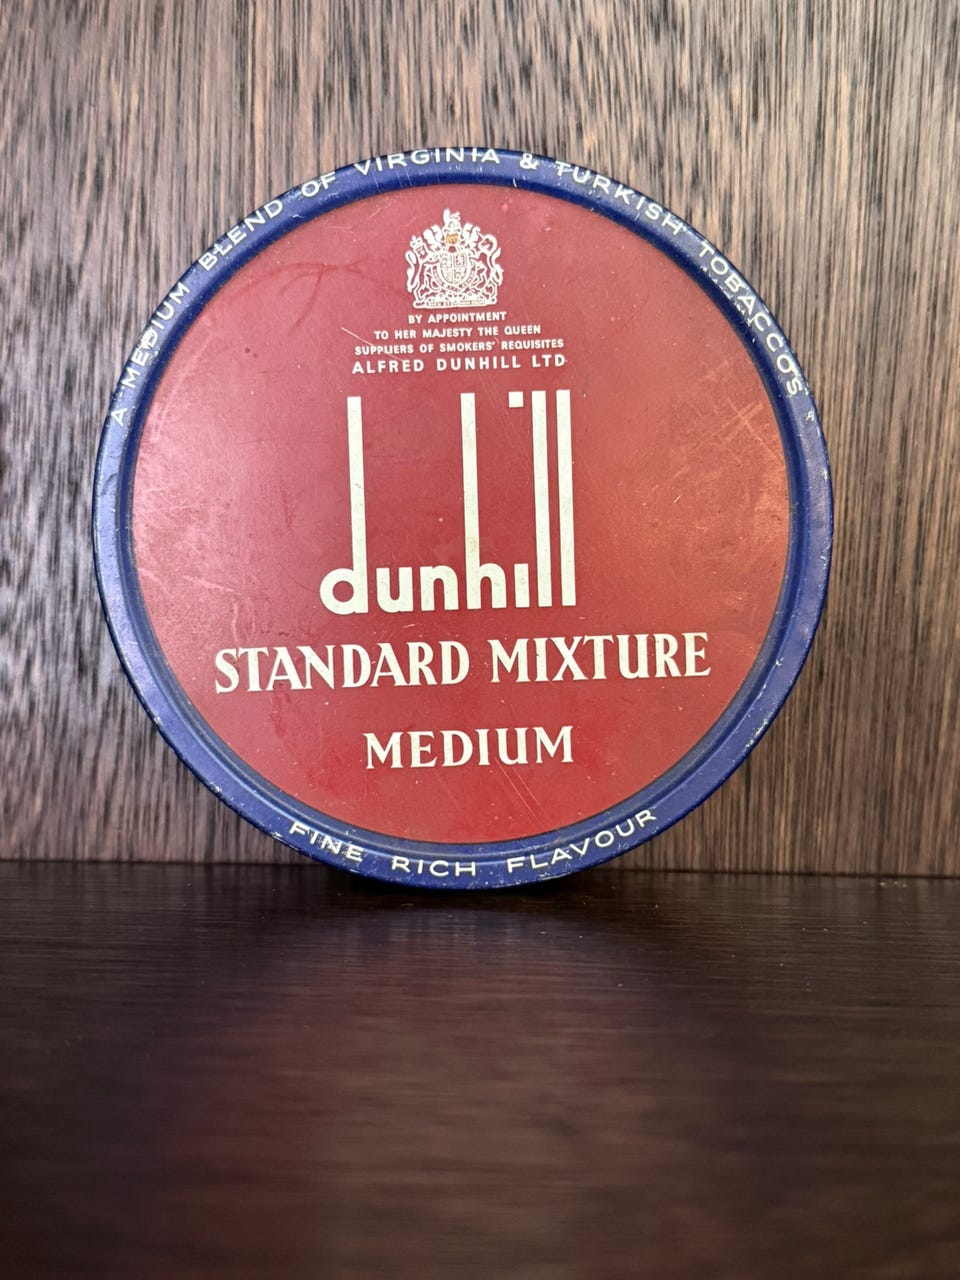 A MEDIUM BLEND OF VIRGINIA & TURKISH TOBACCOS
BY APPOINTMENT
TO HER MAJESTY THE QUEEN
SUPPLIERS OF SMOKERS' REQUISITES
ALFRED DUNHILL LTD
dunhill
STANDARD MIXTURE
MEDIUM
FINE RICH FLAVOUR